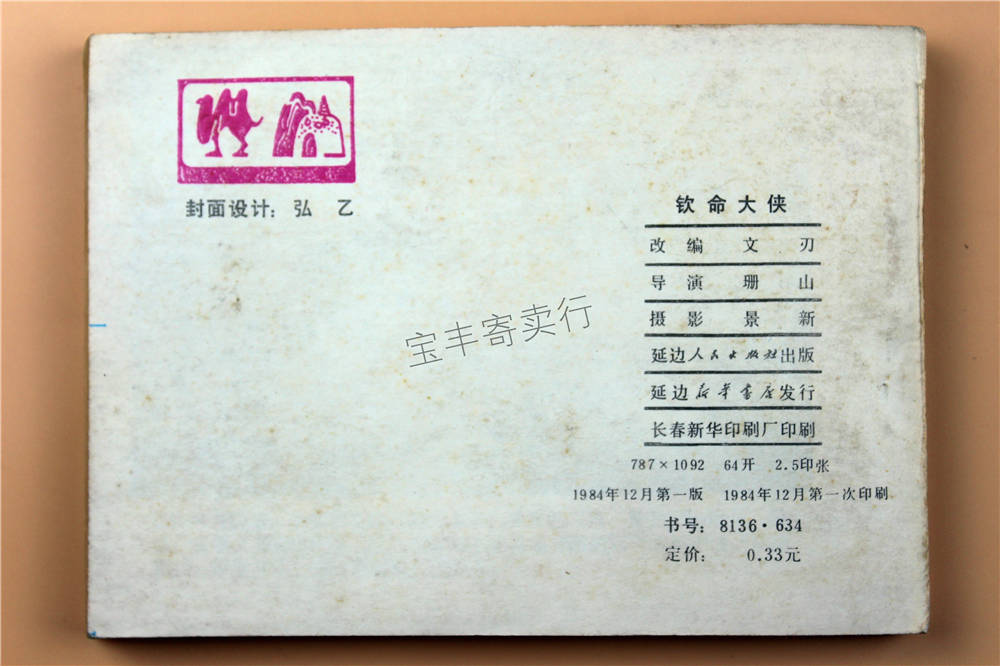 封面设计：弘 乙
钦命大侠
改编 文刃
导演 珊山
摄影 景新
延边人民出版社出版
延边新华书店发行
长春新华印刷厂印刷
787×1092 64开 2.5印张
1984年12月第一版 1984年12月第一次印刷
书号：8136·634
定价： 0.33元
宝丰寄卖行